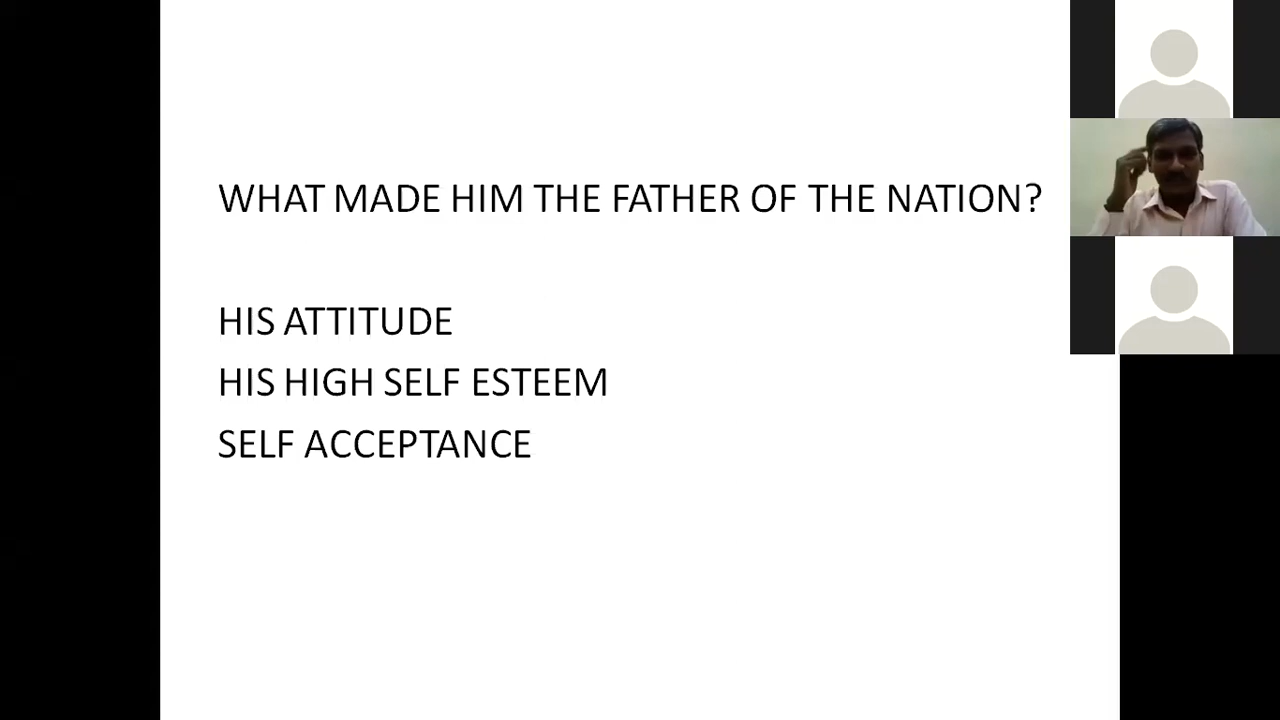 WHAT MADE HIM THE FATHER OF THE NATION?
HIS ATTITUDE
HIS HIGH SELF ESTEEM
SELF ACCEPTANCE